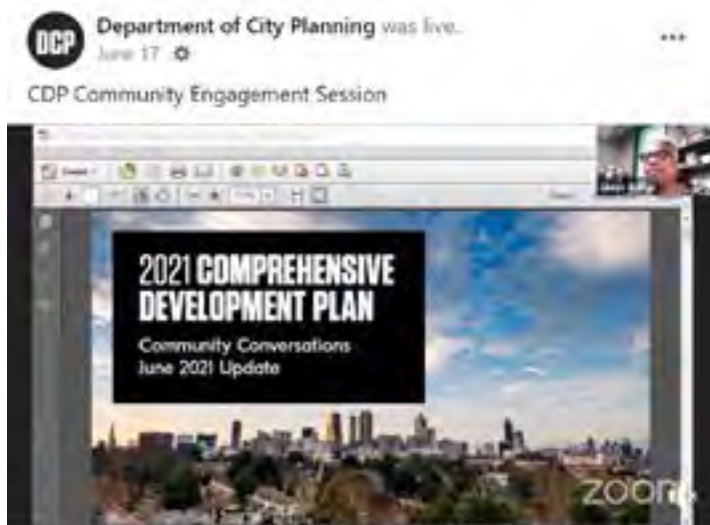 DCP
Department of City Planning was live.
June 17
CDP Community Engagement Session
2021 COMPREHENSIVE
DEVELOPMENT PLAN
Community Conversations
June 2021 Update
zoom